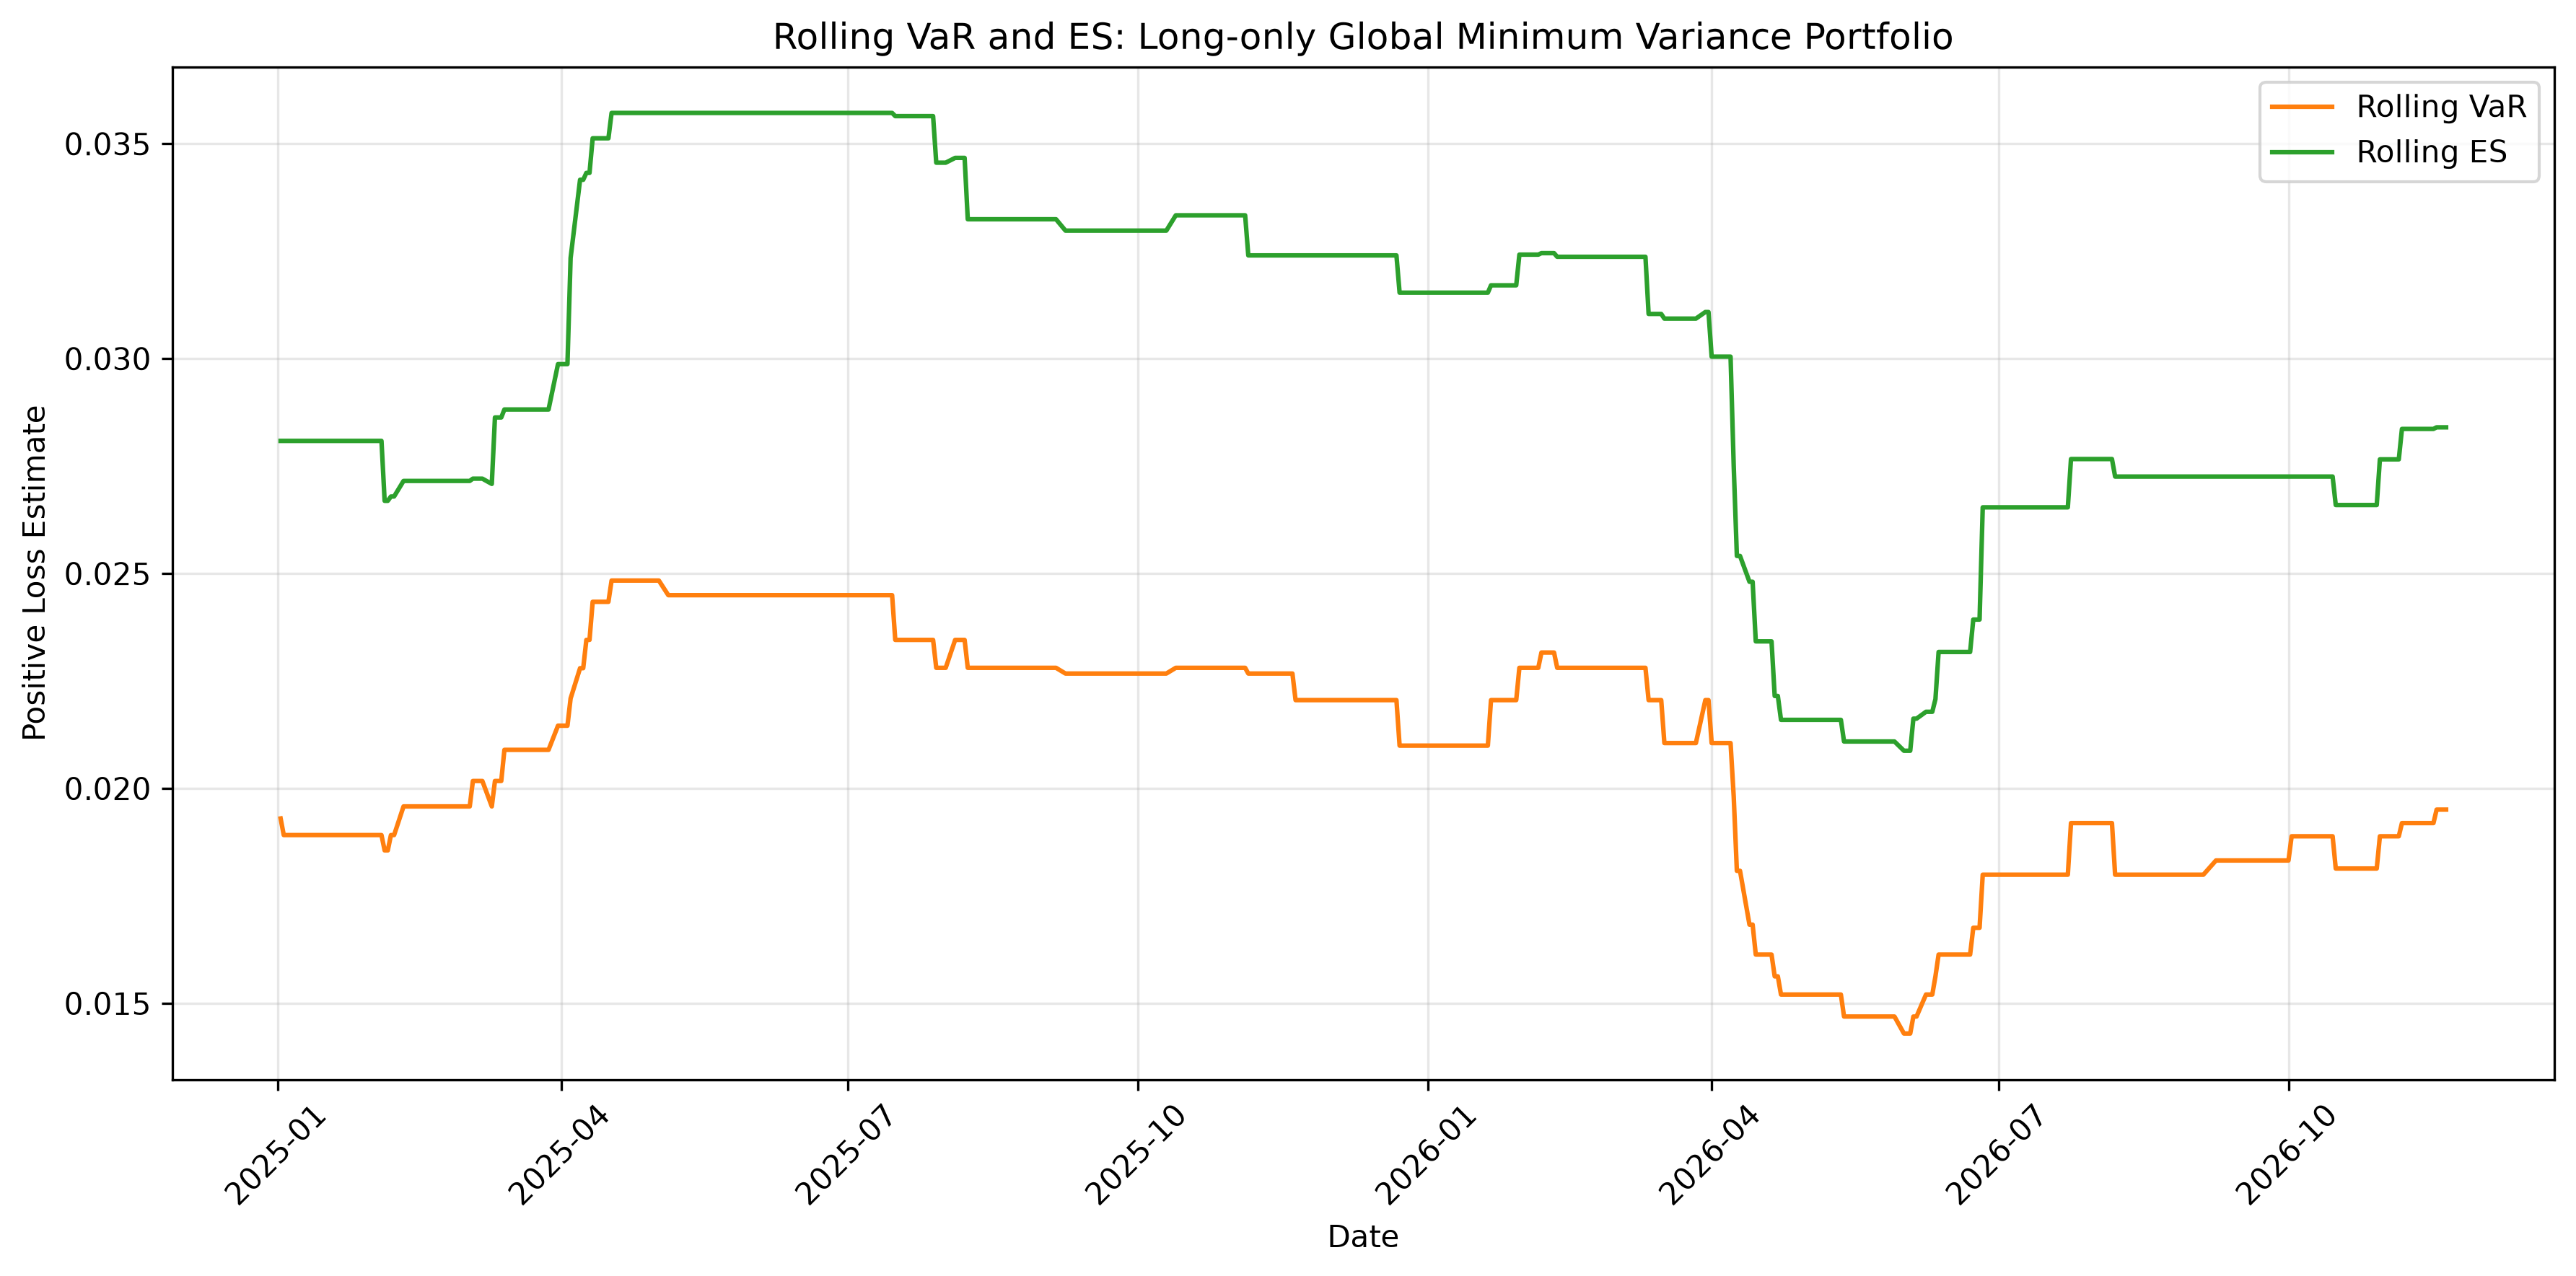 Rolling VaR and ES: Long-only Global Minimum Variance Portfolio
Rolling VaR
Rolling ES
Positive Loss Estimate
0.035
0.030
0.025
0.020
0.015
2025-01
2025-04
2025-07
2025-10
2026-01
2026-04
2026-07
2026-10
Date